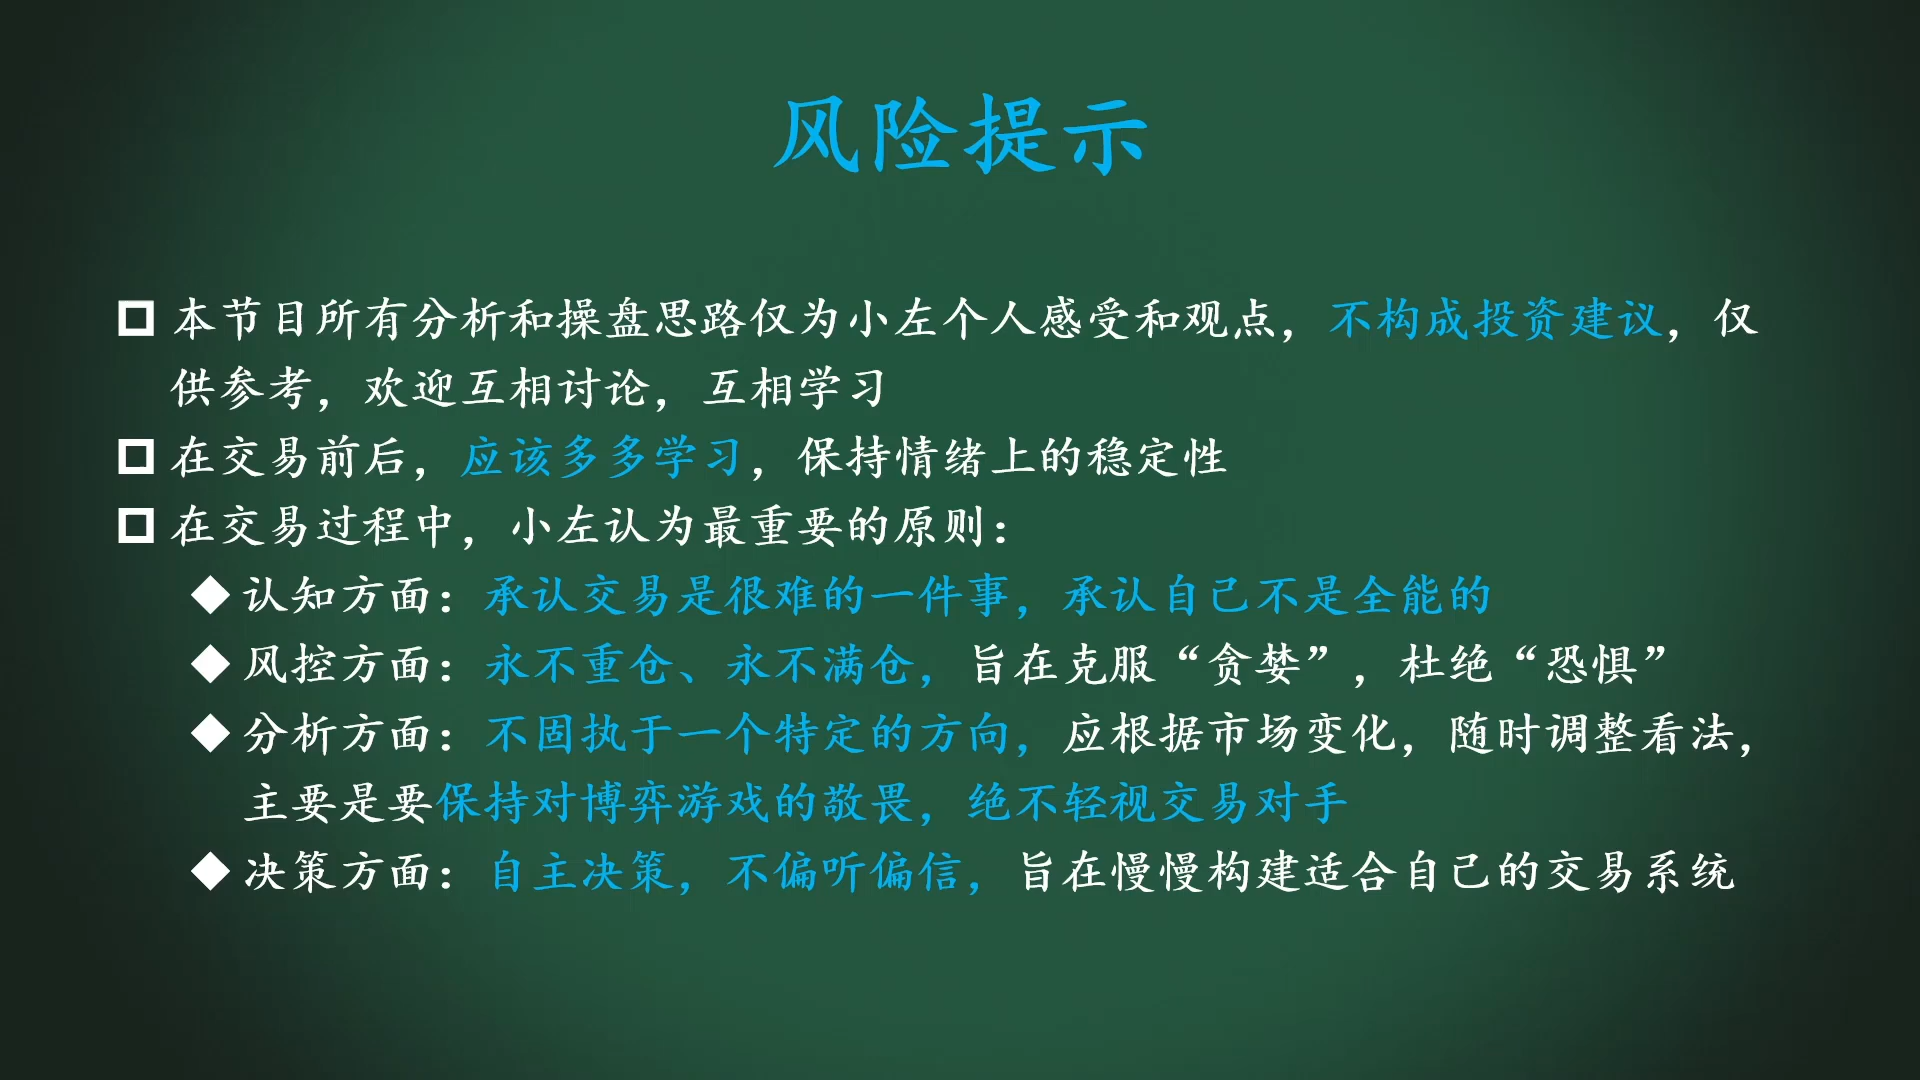 风险提示
本节目所有分析和操盘思路仅为小左个人感受和观点，不构成投资建议，仅
供参考，欢迎互相讨论，互相学习
在交易前后，应该多多学习，保持情绪上的稳定性
在交易过程中，小左认为最重要的原则：
认知方面：承认交易是很难的一件事，承认自己不是全能的
风控方面：永不重仓、永不满仓，旨在克服“贪婪”，杜绝“恐惧”
分析方面：不固执于一个特定的方向，应根据市场变化，随时调整看法，
主要是要保持对博弈游戏的敬畏，绝不轻视交易对手
决策方面：自主决策，不偏听偏信，旨在慢慢构建适合自己的交易系统